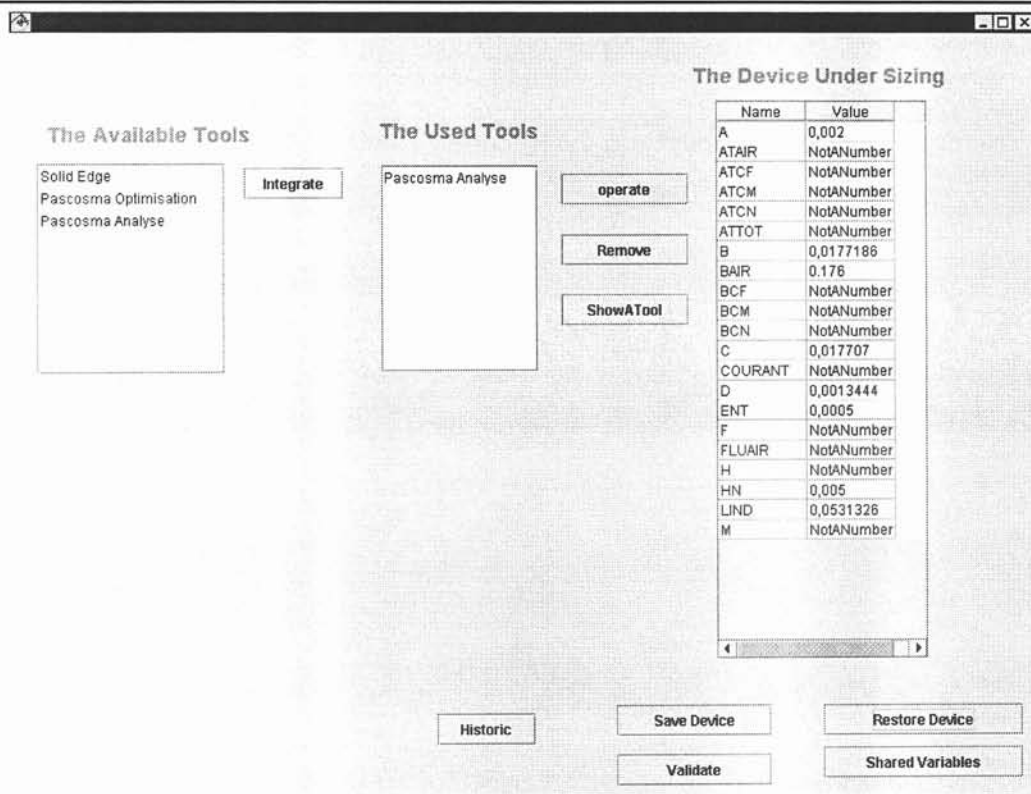 The Device Under Sizing
The Available Tools
The Used Tools
Solid Edge
Pascosma Optimisation
Pascosma Analyse
Integrate
Pascosma Analyse
operate
Remove
ShowATool
Name Value
A 0,002
ATAIR NotANumber
ATCF NotANumber
ATCM NotANumber
ATCN NotANumber
ATTOT NotANumber
B 0,0177186
BAIR 0.176
BCF NotANumber
BCM NotANumber
BCN NotANumber
C 0,017707
COURANT NotANumber
D 0,0013444
ENT 0,0005
F NotANumber
FLUAIR NotANumber
H NotANumber
HN 0,005
LIND 0,0531326
M NotANumber
Historic
Save Device
Restore Device
Validate
Shared Variables